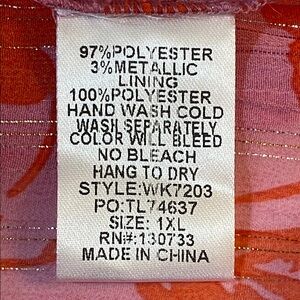 97%POLYESTER
3%METALLIC
LINING
100%POLYESTER
HAND WASH COLD
WASH SEPARATELY
COLOR WILL BLEED
NO BLEACH
HANG TO DRY
STYLE:WK7203
PO:TL74637
SIZE: 1XL
RN#:130733
MADE IN CHINA